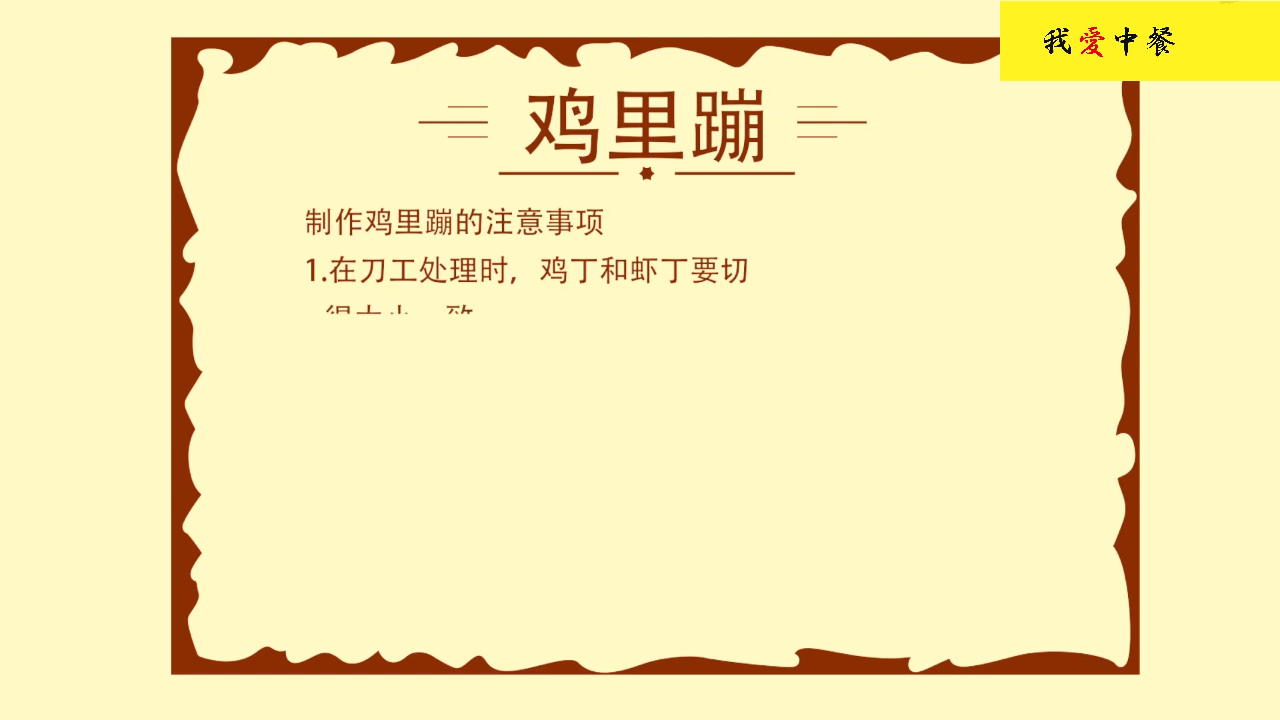 我爱中餐
鸡里蹦
制作鸡里蹦的注意事项
1.在刀工处理时，鸡丁和虾丁要切